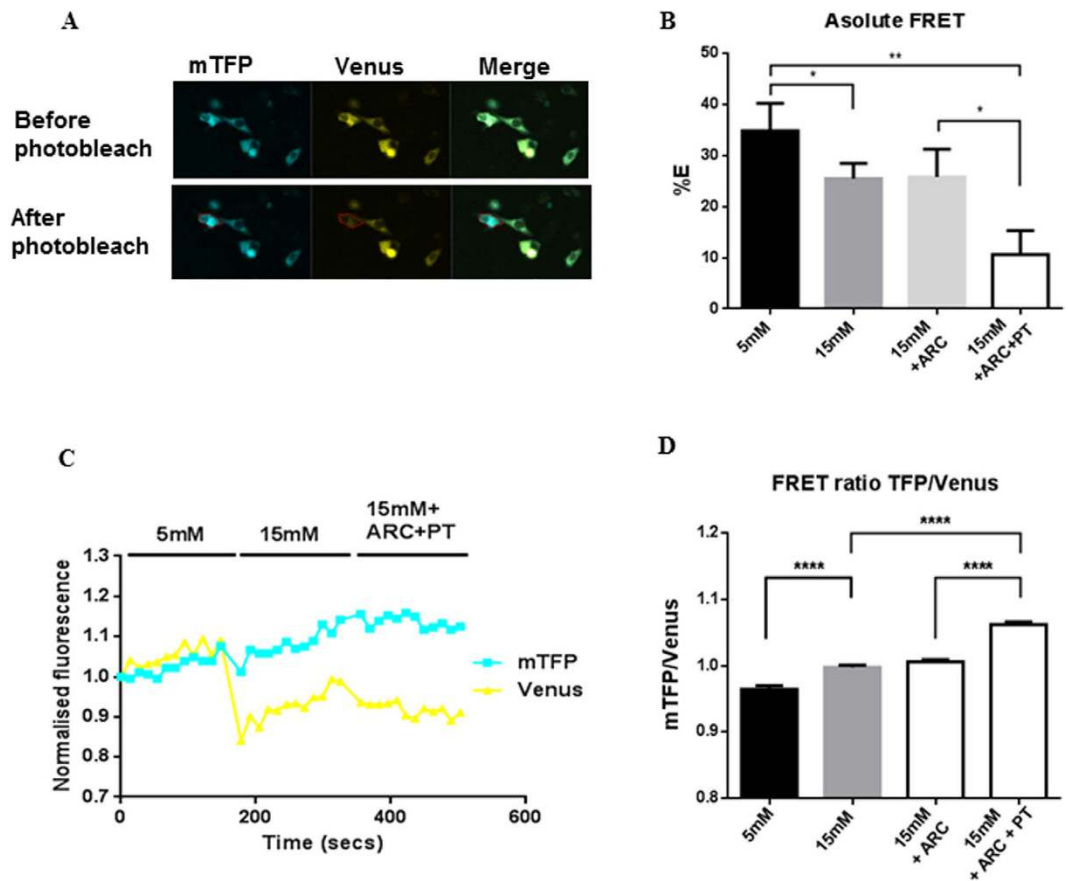 A
mTFP Venus Merge
Before
photobleach
After
photobleach
B
Asolute FRET
**
*
*
%E
50
40
30
20
10
0
5mM
15mM
15mM
+ARC
15mM
+ARC+PT
C
5mM 15mM 15mM+
ARC+PT
Normalised fluorescence
1.3
1.2
1.1
1.0
0.9
0.8
0.7
0 200 400 600
Time (secs)
mTFP
Venus
D
FRET ratio TFP/Venus
****
**** ****
mTFP/Venus
1.2
1.1
1.0
0.9
0.8
5mM
15mM
15mM
+ ARC
15mM
+ ARC + PT